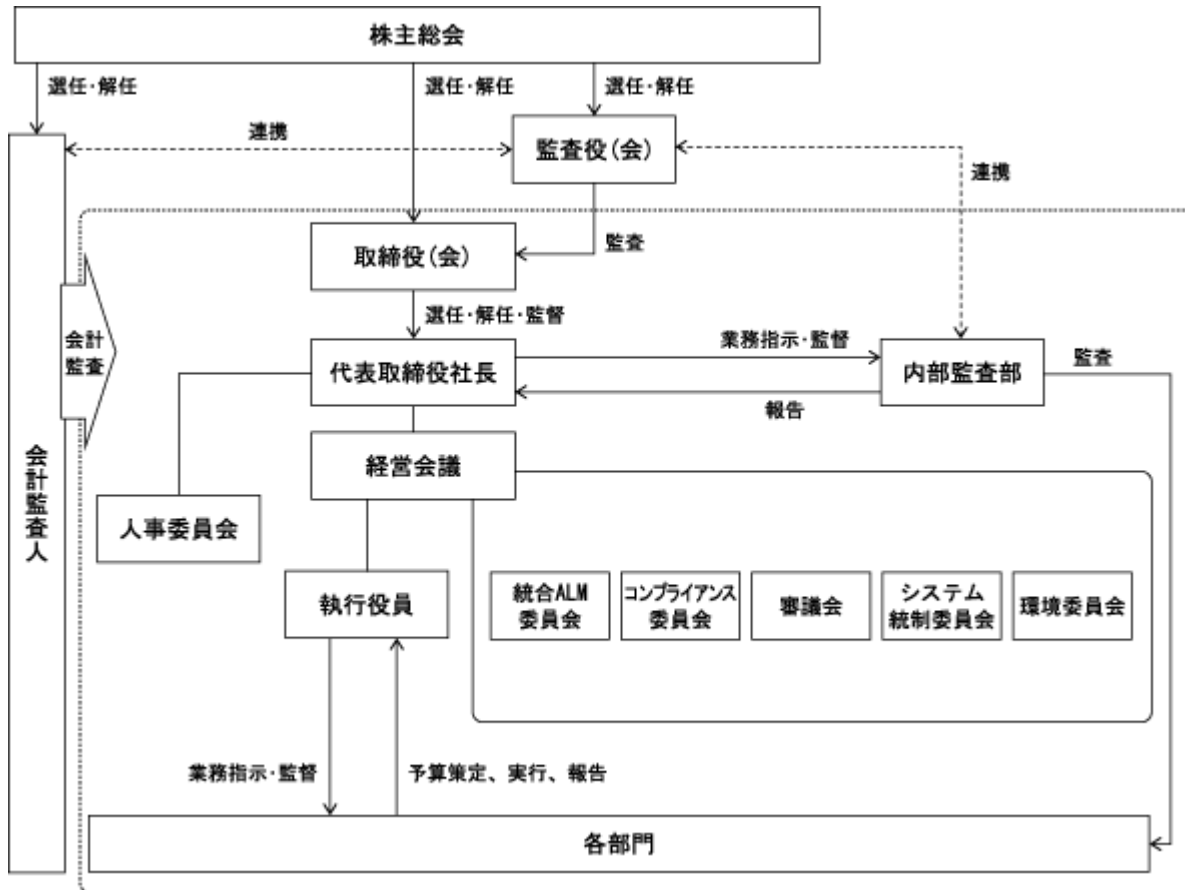 株主総会
選任・解任
選任・解任
選任・解任
連携
監査役(会)
連携
取締役(会)
監査
選任・解任・監督
会計
監査
代表取締役社長
業務指示・監督
報告
内部監査部
監査
経営会議
会計監査人
人事委員会
執行役員
統合ALM
委員会
コンプライアンス
委員会
審議会
システム
統制委員会
環境委員会
業務指示・監督
予算策定、実行、報告
各部門